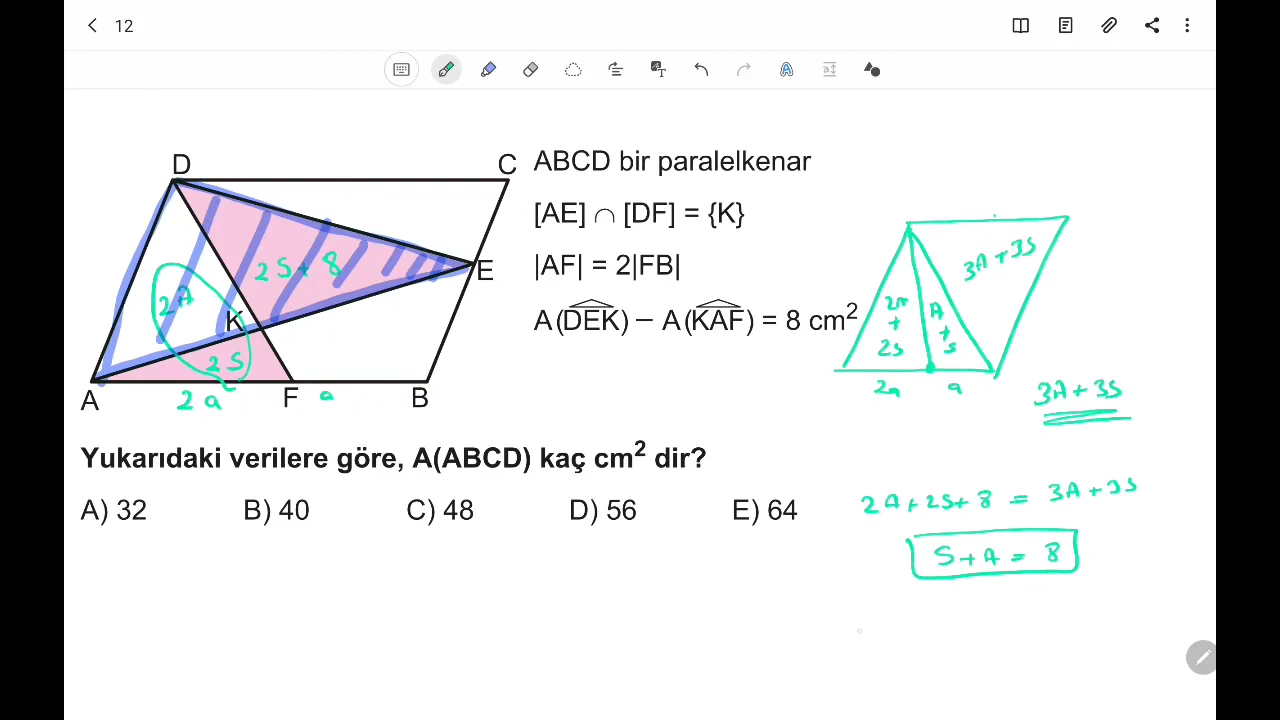 12
D
C
ABCD bir paralelkenar
[AE] ∩ [DF] = {K}
2S+8
E
|AF| = 2|FB|
3A+3S
2A
K
A(DEK) − A(KAF) = 8 cm²
2A
+
2S
A
+
S
2S
A
2a
F
a
B
2a
a
3A+3S
Yukarıdaki verilere göre, A(ABCD) kaç cm² dir?
2A+2S+8 = 3A+3S
A) 32 B) 40 C) 48 D) 56 E) 64
S+A = 8